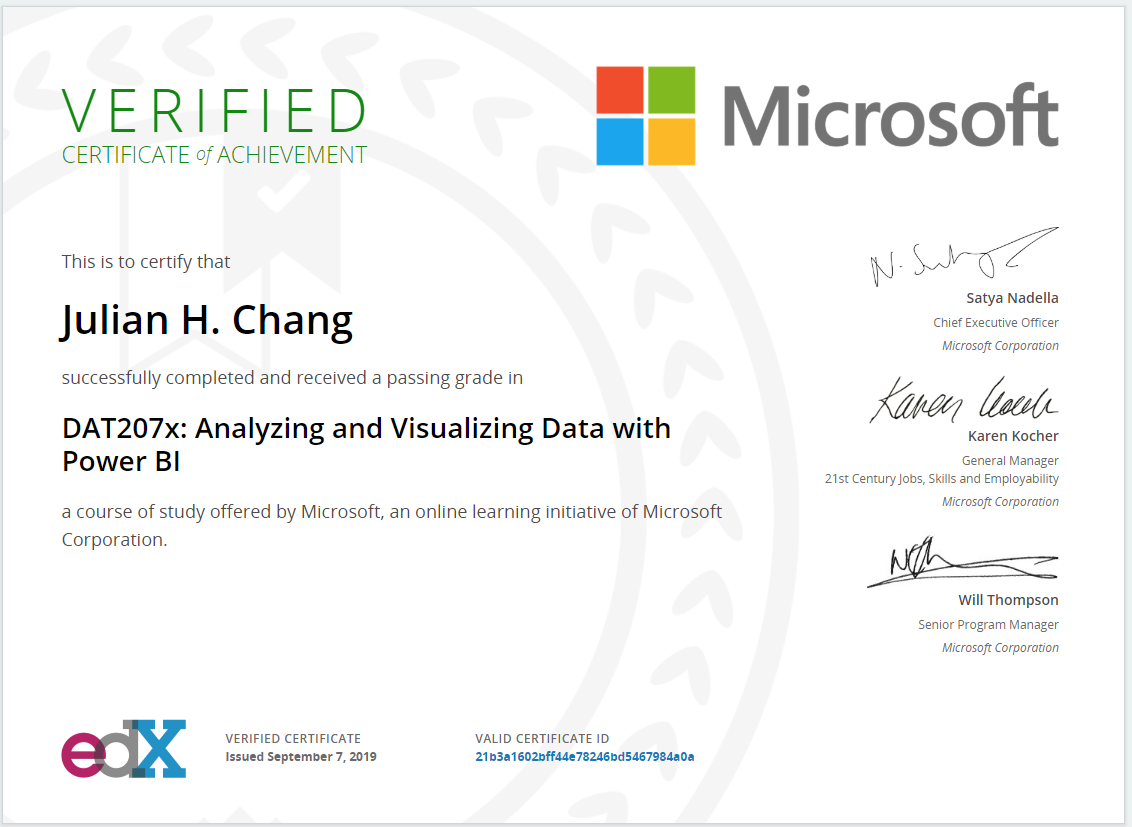 VERIFIED
CERTIFICATE of ACHIEVEMENT
Microsoft
This is to certify that
Julian H. Chang
successfully completed and received a passing grade in
DAT207x: Analyzing and Visualizing Data with
Power BI
a course of study offered by Microsoft, an online learning initiative of Microsoft
Corporation.
Satya Nadella
Chief Executive Officer
Microsoft Corporation
Karen Kocher
General Manager
21st Century Jobs, Skills and Employability
Microsoft Corporation
Will Thompson
Senior Program Manager
Microsoft Corporation
edX
VERIFIED CERTIFICATE
Issued September 7, 2019
VALID CERTIFICATE ID
21b3a1602bff44e78246bd5467984a0a